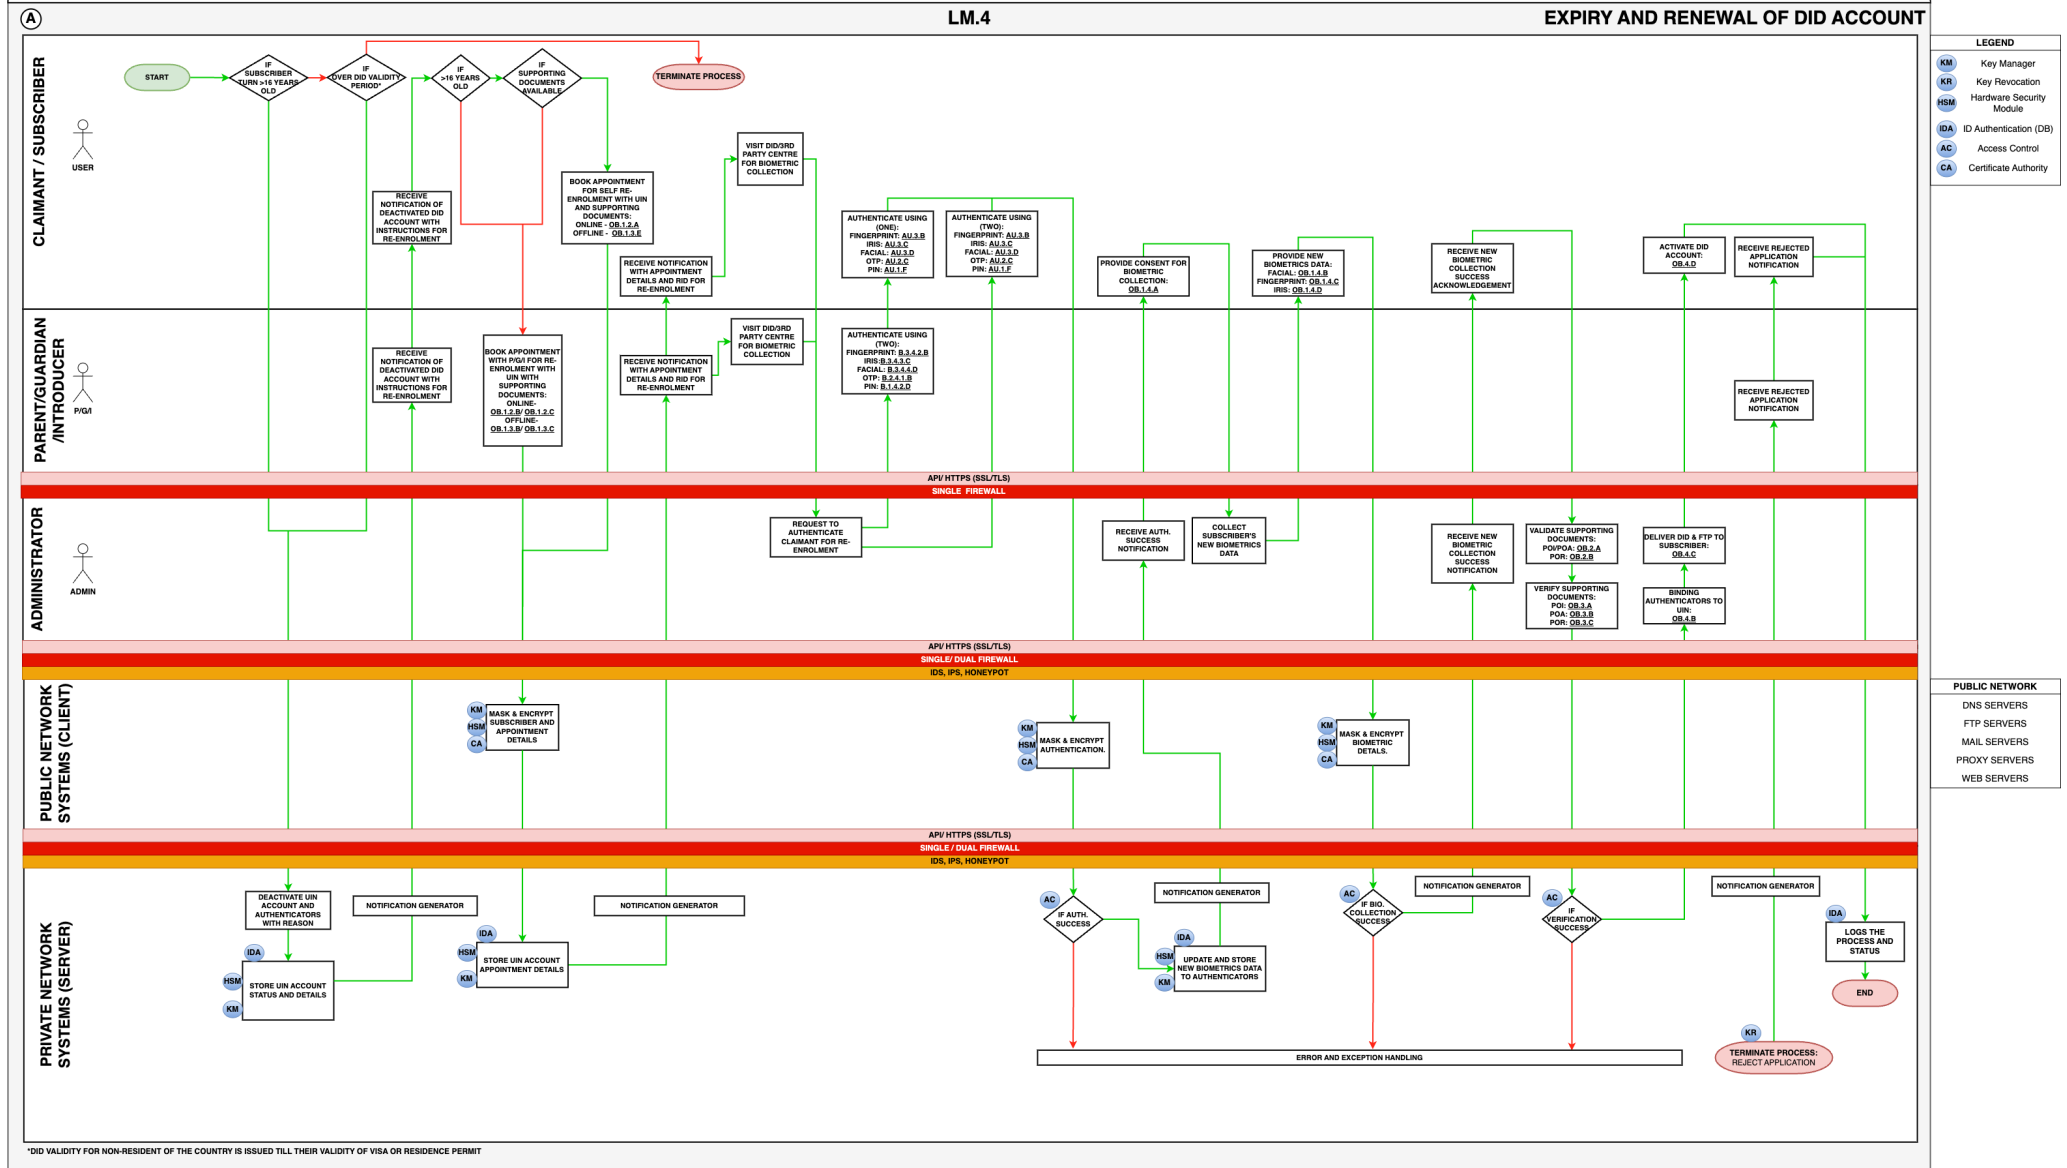 A
LM.4
EXPIRY AND RENEWAL OF DID ACCOUNT
CLAIMANT / SUBSCRIBER
USER
START
IF
SUBSCRIBER
TURN >16 YEARS
OLD
IF
OVER DID VALIDITY
PERIOD*
IF
>16 YEARS
OLD
IF
SUPPORTING
DOCUMENTS
AVAILABLE
TERMINATE PROCESS
RECEIVE
NOTIFICATION OF
DEACTIVATED DID
ACCOUNT WITH
INSTRUCTIONS FOR
RE-ENROLMENT
BOOK APPOINTMENT
FOR SELF RE-
ENROLMENT WITH UIN
AND SUPPORTING
DOCUMENTS:
ONLINE - OB.1.2.A
OFFLINE - OB.1.3.E
RECEIVE NOTIFICATION
WITH APPOINTMENT
DETAILS AND RID FOR
RE-ENROLMENT
VISIT DID/3RD
PARTY CENTRE
FOR BIOMETRIC
COLLECTION
AUTHENTICATE USING
(ONE):
FINGERPRINT: AU.3.B
IRIS: AU.3.C
FACIAL: AU.3.D
OTP: AU.2.C
PIN: AU.1.F
AUTHENTICATE USING
(TWO):
FINGERPRINT: AU.3.B
IRIS: AU.3.C
FACIAL: AU.3.D
OTP: AU.2.C
PIN: AU.1.F
PROVIDE CONSENT FOR
BIOMETRIC
COLLECTION:
OB.1.4.A
PROVIDE NEW
BIOMETRICS DATA:
FACIAL: OB.1.4.B
FINGERPRINT: OB.1.4.C
IRIS: OB.1.4.D
RECEIVE NEW
BIOMETRIC
COLLECTION
SUCCESS
ACKNOWLEDGEMENT
ACTIVATE DID
ACCOUNT:
OB.4.D
RECEIVE REJECTED
APPLICATION
NOTIFICATION
PARENT/GUARDIAN
/INTRODUCER
P/G/I
RECEIVE
NOTIFICATION OF
DEACTIVATED DID
ACCOUNT WITH
INSTRUCTIONS FOR
RE-ENROLMENT
BOOK APPOINTMENT
WITH P/G/I FOR RE-
ENROLMENT WITH
UIN WITH
SUPPORTING
DOCUMENTS:
ONLINE-
OB.1.2.B/ OB.1.2.C
OFFLINE-
OB.1.3.B/ OB.1.3.C
RECEIVE NOTIFICATION
WITH APPOINTMENT
DETAILS AND RID FOR
RE-ENROLMENT
VISIT DID/3RD
PARTY CENTRE
FOR BIOMETRIC
COLLECTION
AUTHENTICATE USING
(TWO):
FINGERPRINT: B.3.4.2.B
IRIS:B.3.4.3.C
FACIAL: B.3.4.4.D
OTP: B.2.4.1.B
PIN: B.1.4.2.D
RECEIVE REJECTED
APPLICATION
NOTIFICATION
API/ HTTPS (SSL/TLS)
SINGLE FIREWALL
ADMINISTRATOR
ADMIN
REQUEST TO
AUTHENTICATE
CLAIMANT FOR RE-
ENROLMENT
RECEIVE AUTH.
SUCCESS
NOTIFICATION
COLLECT
SUBSCRIBER'S
NEW BIOMETRICS
DATA
RECEIVE NEW
BIOMETRIC
COLLECTION
SUCCESS
NOTIFICATION
VALIDATE SUPPORTING
DOCUMENTS:
POI/POA: OB.2.A
POR: OB.2.B
VERIFY SUPPORTING
DOCUMENTS:
POI: OB.3.A
POA: OB.3.B
POR: OB.3.C
DELIVER DID & FTP TO
SUBSCRIBER:
OB.4.C
BINDING
AUTHENTICATORS TO
UIN:
OB.4.B
API/ HTTPS (SSL/TLS)
SINGLE/ DUAL FIREWALL
IDS, IPS, HONEYPOT
PUBLIC NETWORK
SYSTEMS (CLIENT)
KM
HSM
CA
MASK & ENCRYPT
SUBSCRIBER AND
APPOINTMENT
DETAILS
KM
HSM
CA
MASK & ENCRYPT
AUTHENTICATION.
KM
HSM
CA
MASK & ENCRYPT
BIOMETRIC
DETALS.
API/ HTTPS (SSL/TLS)
SINGLE / DUAL FIREWALL
IDS, IPS, HONEYPOT
PRIVATE NETWORK
SYSTEMS (SERVER)
DEACTIVATE UIN
ACCOUNT AND
AUTHENTICATORS
WITH REASON
IDA
HSM
KM
STORE UIN ACCOUNT
STATUS AND DETAILS
NOTIFICATION GENERATOR
IDA
HSM
KM
STORE UIN ACCOUNT
APPOINTMENT DETAILS
NOTIFICATION GENERATOR
AC
IF AUTH.
SUCCESS
NOTIFICATION GENERATOR
IDA
HSM
KM
UPDATE AND STORE
NEW BIOMETRICS DATA
TO AUTHENTICATORS
AC
IF BIO.
COLLECTION
SUCCESS
NOTIFICATION GENERATOR
AC
IF
VERIFICATION
SUCCESS
NOTIFICATION GENERATOR
IDA
LOGS THE
PROCESS AND
STATUS
END
ERROR AND EXCEPTION HANDLING
KR
TERMINATE PROCESS:
REJECT APPLICATION
*DID VALIDITY FOR NON-RESIDENT OF THE COUNTRY IS ISSUED TILL THEIR VALIDITY OF VISA OR RESIDENCE PERMIT
LEGEND
KM Key Manager
KR Key Revocation
HSM Hardware Security
Module
IDA ID Authentication (DB)
AC Access Control
CA Certificate Authority
PUBLIC NETWORK
DNS SERVERS
FTP SERVERS
MAIL SERVERS
PROXY SERVERS
WEB SERVERS